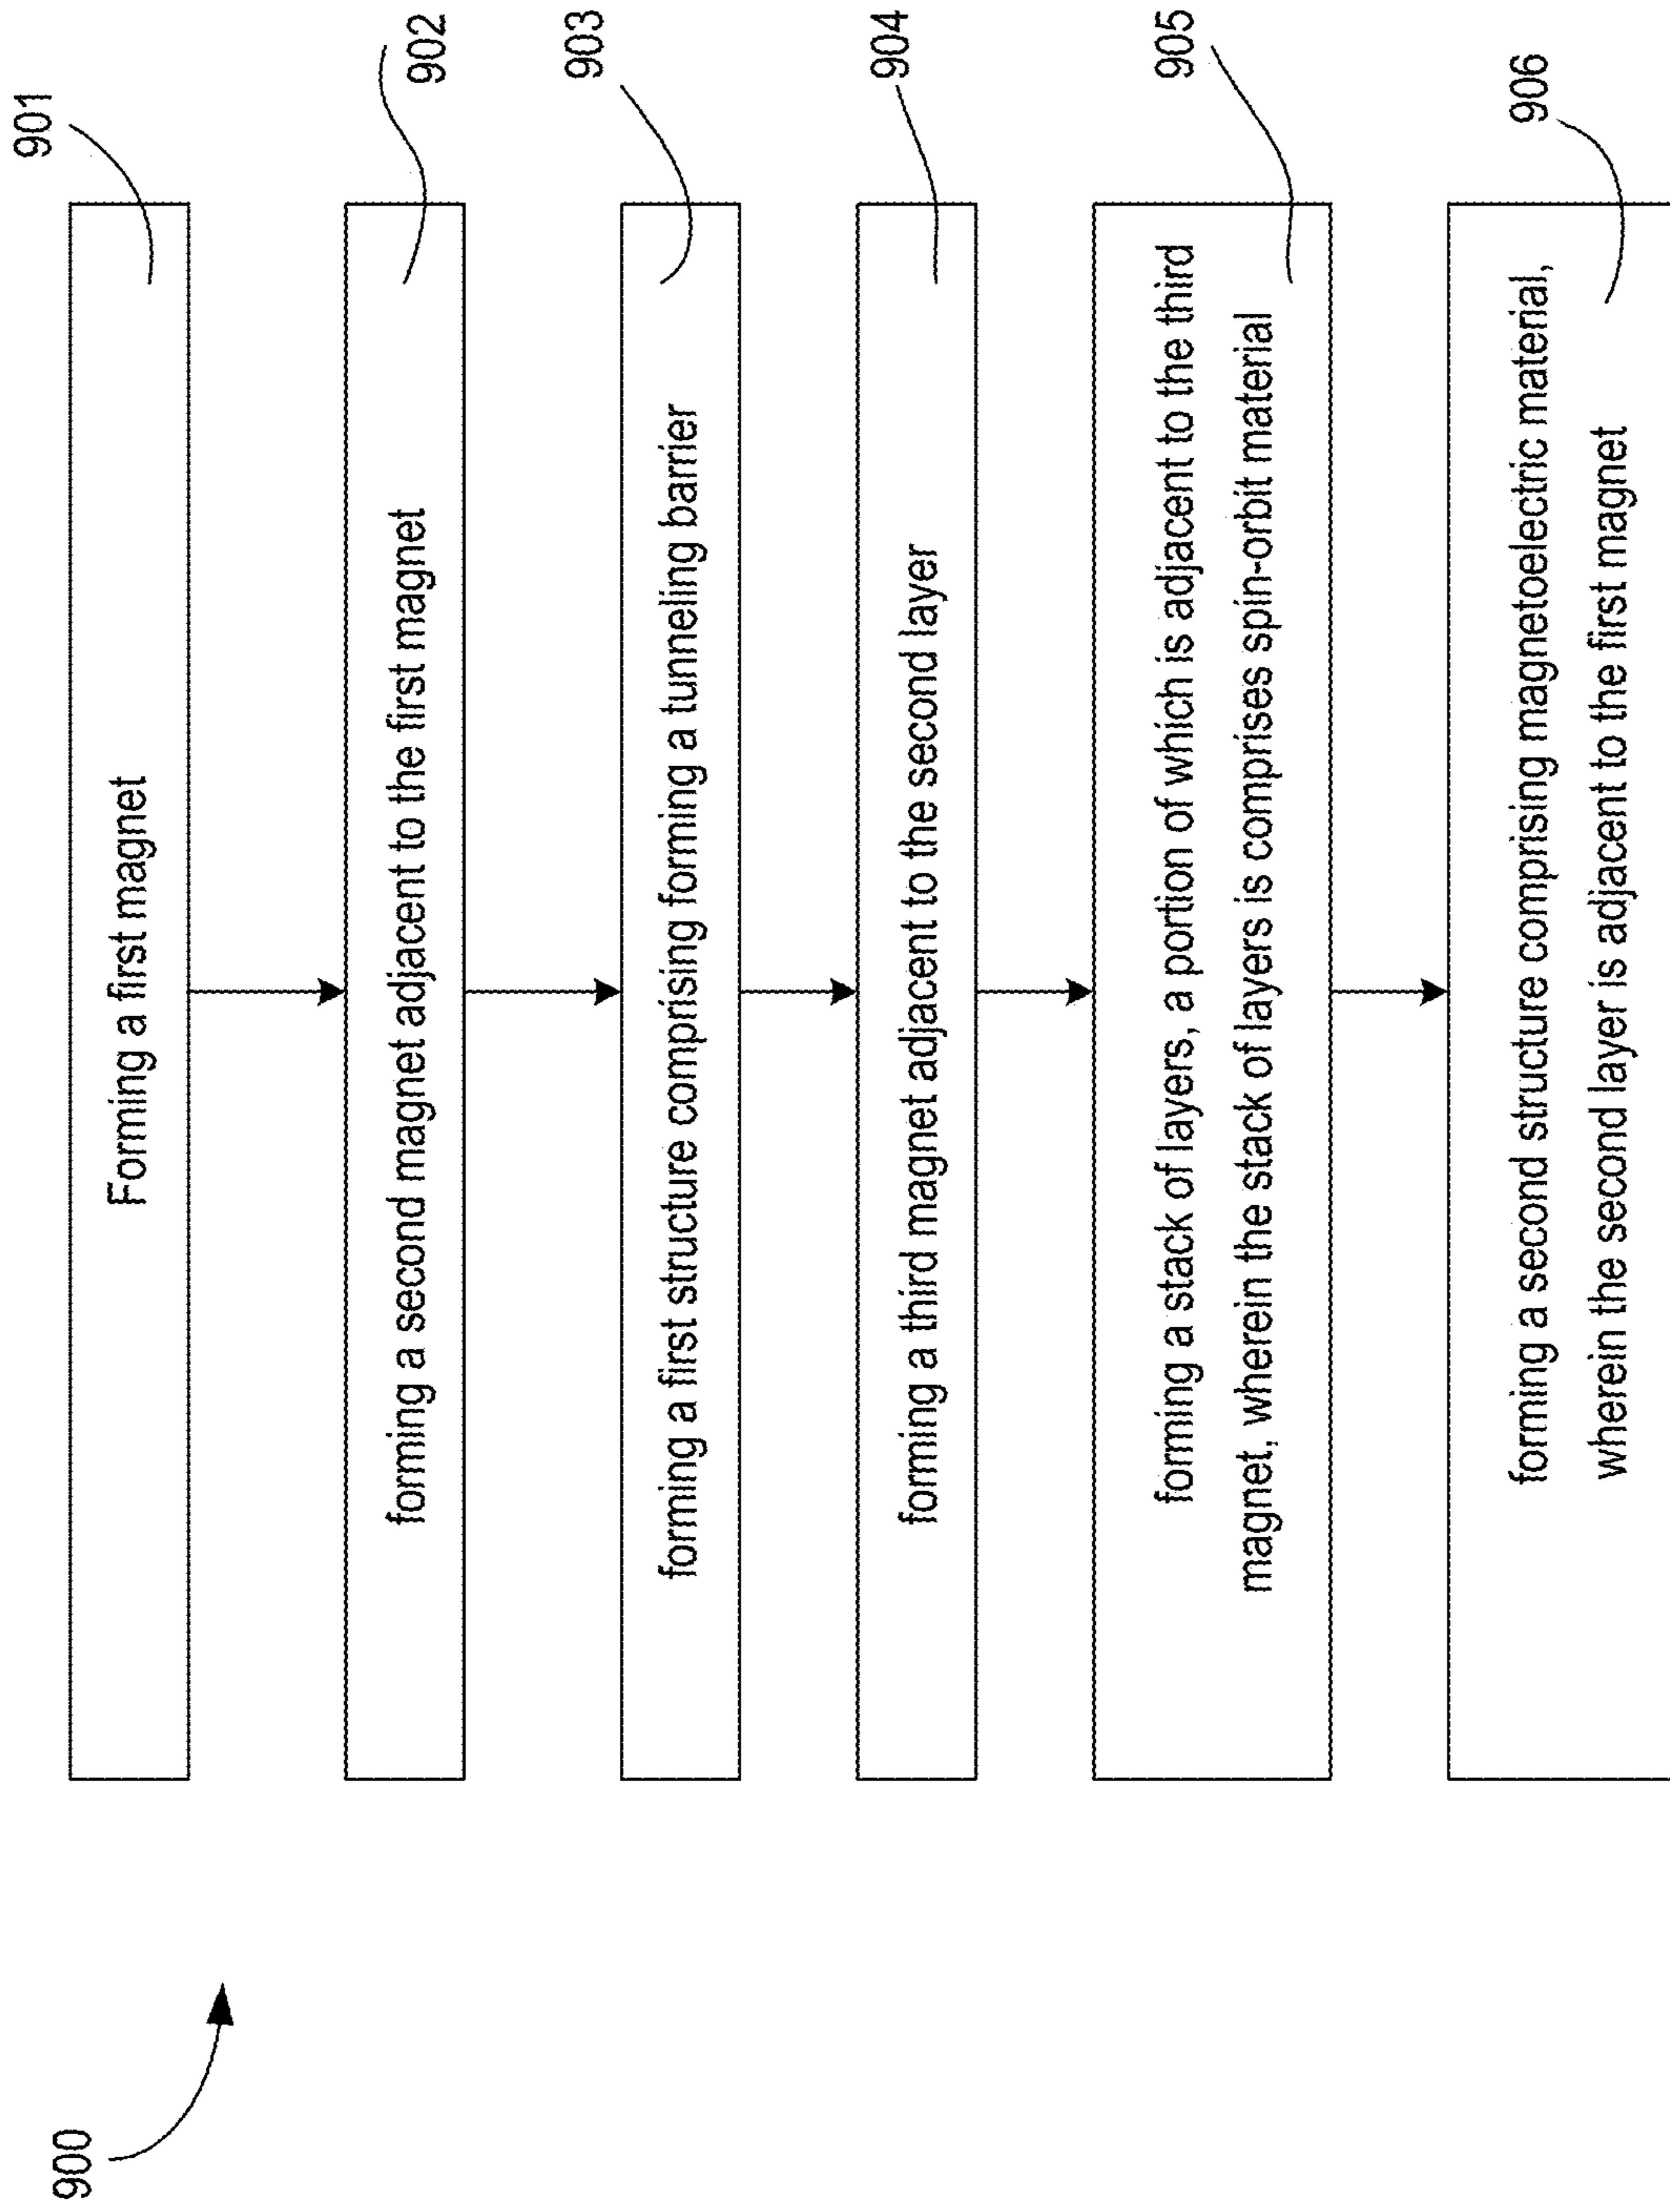 900
901
Forming a first magnet
902
forming a second magnet adjacent to the first magnet
903
forming a first structure comprising forming a tunneling barrier
904
forming a third magnet adjacent to the second layer
905
forming a stack of layers, a portion of which is adjacent to the third
magnet, wherein the stack of layers is comprises spin-orbit material
906
forming a second structure comprising magnetoelectric material,
wherein the second layer is adjacent to the first magnet